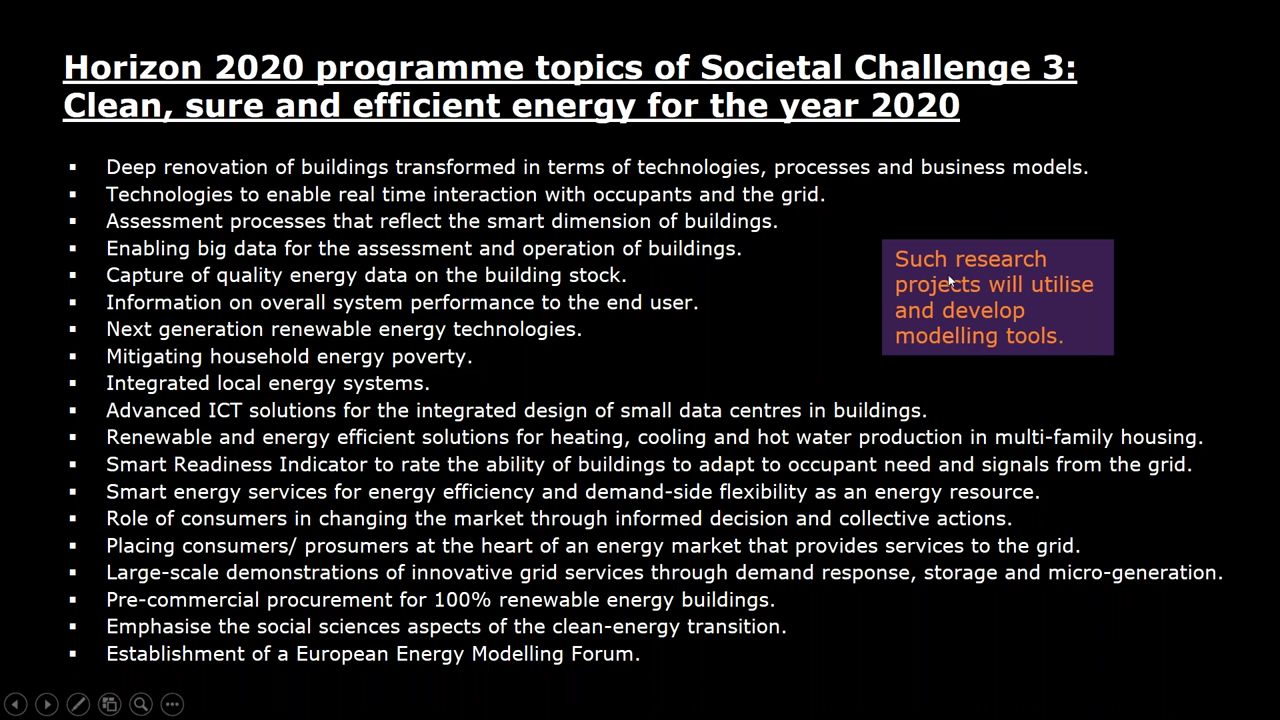 Horizon 2020 programme topics of Societal Challenge 3:
Clean, sure and efficient energy for the year 2020
Deep renovation of buildings transformed in terms of technologies, processes and business models.
Technologies to enable real time interaction with occupants and the grid.
Assessment processes that reflect the smart dimension of buildings.
Enabling big data for the assessment and operation of buildings.
Capture of quality energy data on the building stock.
Information on overall system performance to the end user.
Next generation renewable energy technologies.
Mitigating household energy poverty.
Integrated local energy systems.
Advanced ICT solutions for the integrated design of small data centres in buildings.
Renewable and energy efficient solutions for heating, cooling and hot water production in multi-family housing.
Smart Readiness Indicator to rate the ability of buildings to adapt to occupant need and signals from the grid.
Smart energy services for energy efficiency and demand-side flexibility as an energy resource.
Role of consumers in changing the market through informed decision and collective actions.
Placing consumers/ prosumers at the heart of an energy market that provides services to the grid.
Large-scale demonstrations of innovative grid services through demand response, storage and micro-generation.
Pre-commercial procurement for 100% renewable energy buildings.
Emphasise the social sciences aspects of the clean-energy transition.
Establishment of a European Energy Modelling Forum.
Such research
projects will utilise
and develop
modelling tools.